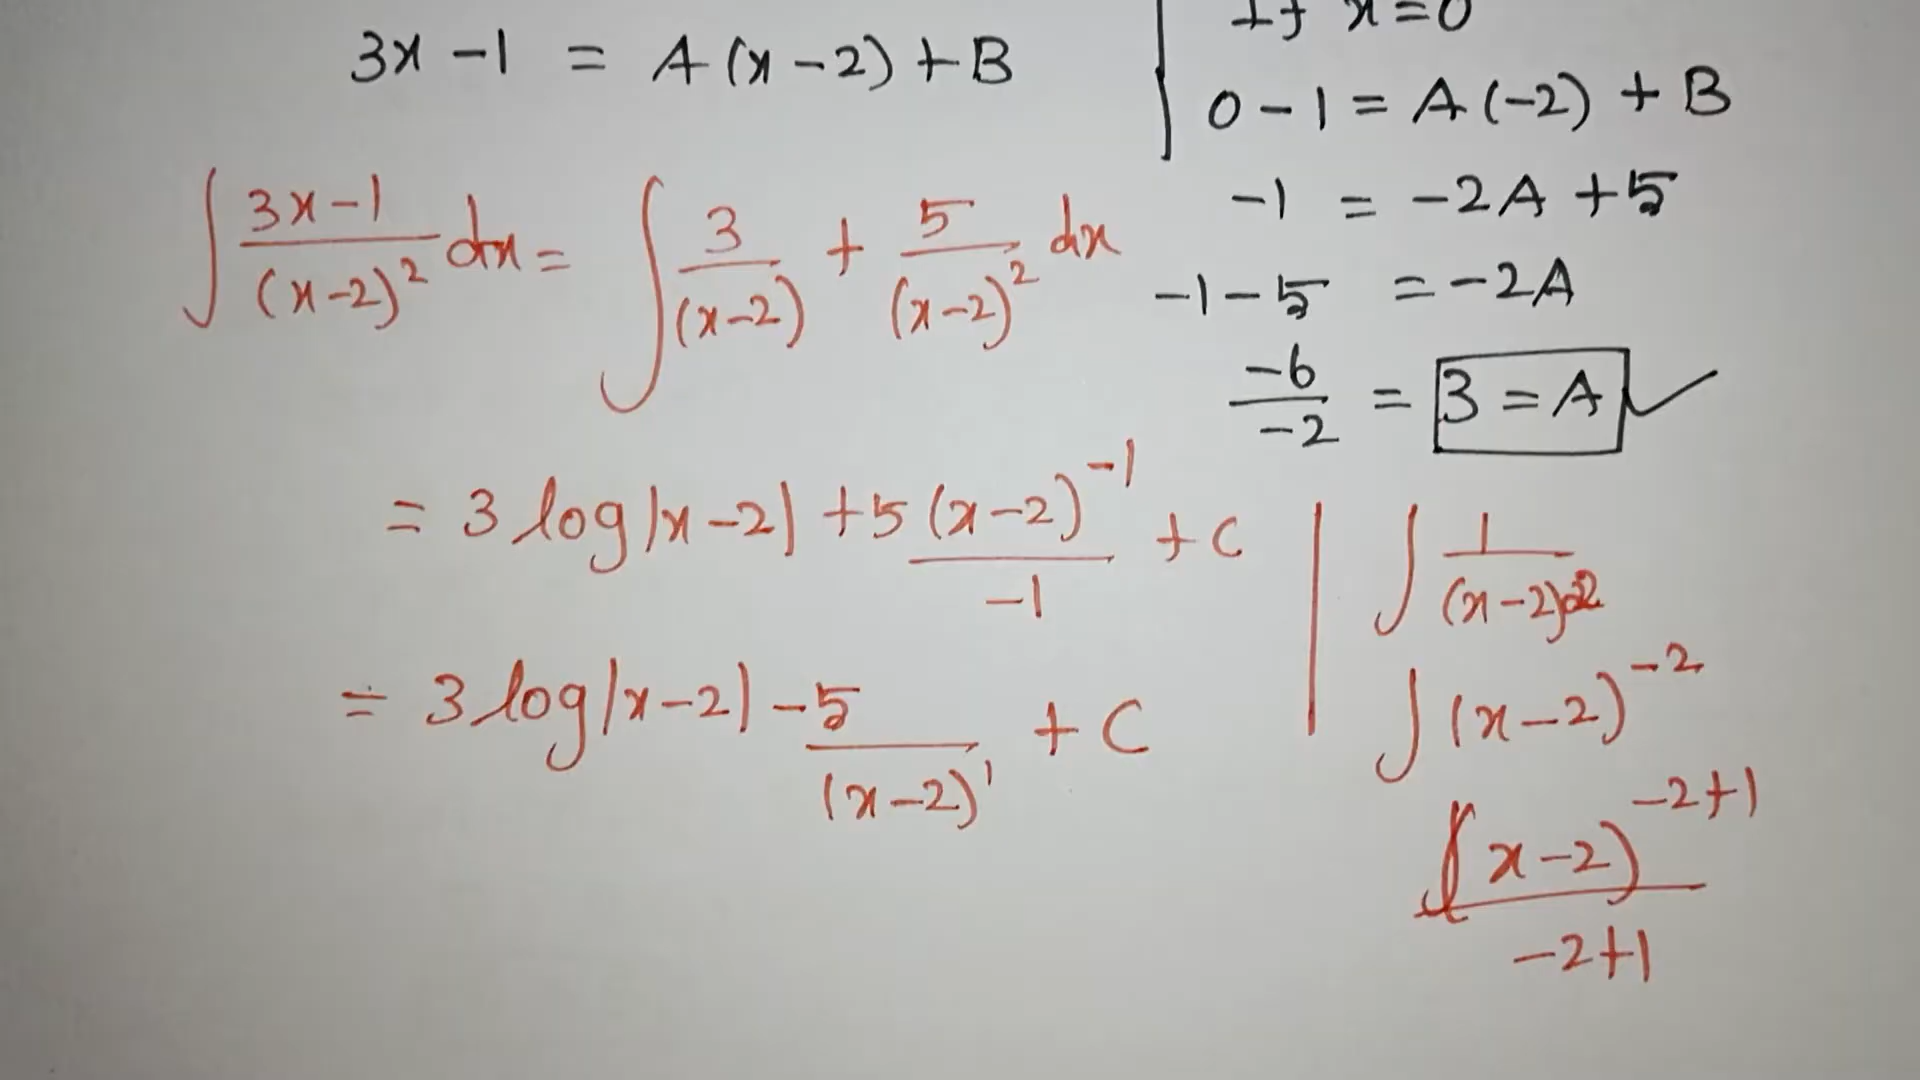 3x - 1 = A(x - 2) + B
If x = 0
0 - 1 = A(-2) + B
-1 = -2A + 5
-1 - 5 = -2A
-6/-2 = 3 = A ✓
∫ 3x-1/(x-2)² dx = ∫ 3/(x-2) + 5/(x-2)² dx
= 3 log|x-2| + 5 (x-2)⁻¹/-1 + C
= 3 log|x-2| - 5/(x-2)¹ + C
∫ 1/(x-2)²
∫ (x-2)⁻²
(x-2)⁻²⁺¹/-2+1